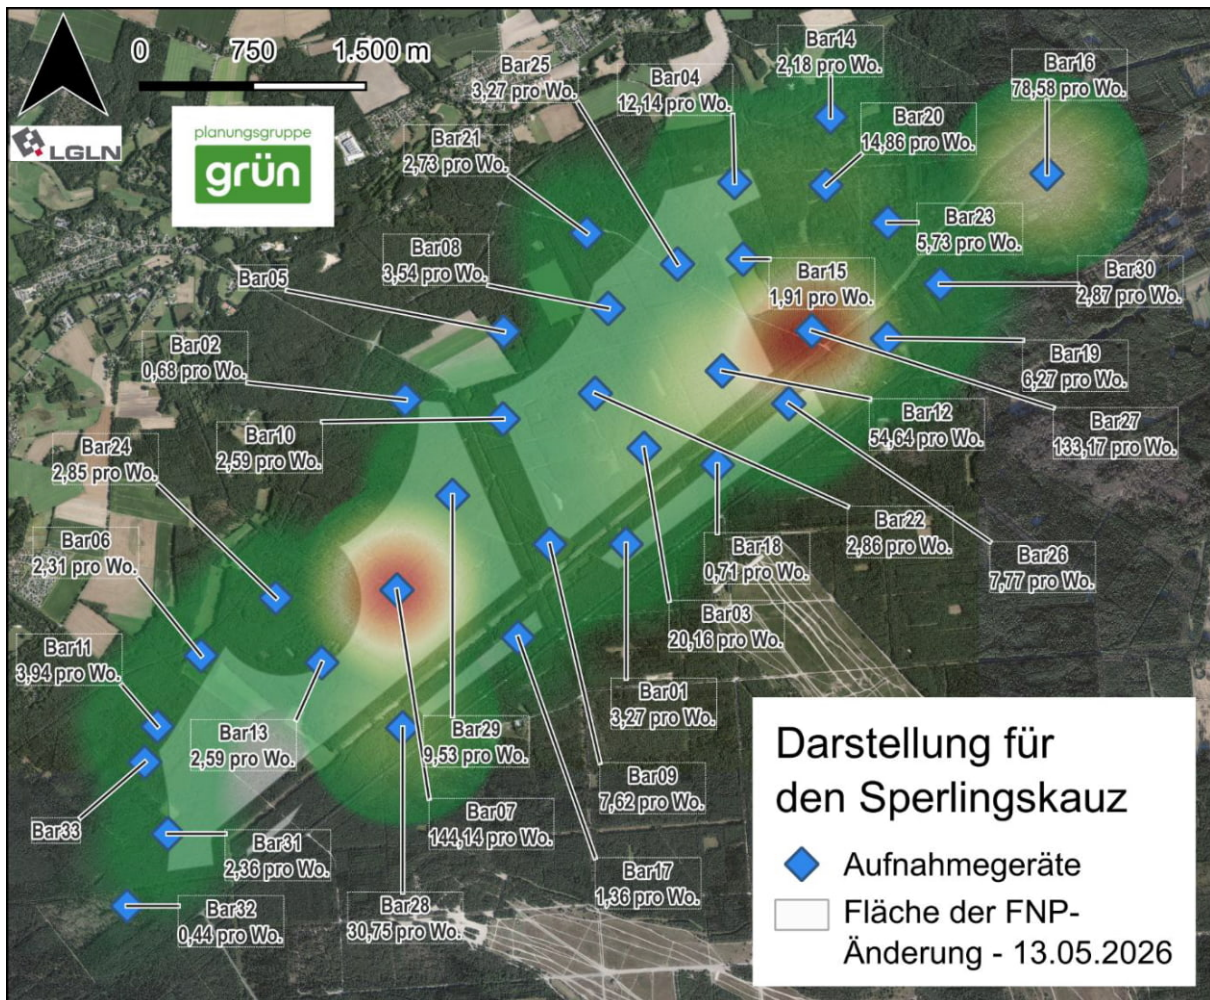 0 750 1.500 m
LGLN
planungsgruppe
grün
Bar14
2,18 pro Wo.
Bar25
3,27 pro Wo.
Bar04
12,14 pro Wo.
Bar16
78,58 pro Wo.
Bar20
14,86 pro Wo.
Bar21
2,73 pro Wo.
Bar23
5,73 pro Wo.
Bar08
3,54 pro Wo.
Bar05
Bar15
1,91 pro Wo.
Bar30
2,87 pro Wo.
Bar02
0,68 pro Wo.
Bar19
6,27 pro Wo.
Bar12
54,64 pro Wo.
Bar27
133,17 pro Wo.
Bar10
2,59 pro Wo.
Bar24
2,85 pro Wo.
Bar22
2,86 pro Wo.
Bar06
2,31 pro Wo.
Bar18
0,71 pro Wo.
Bar26
7,77 pro Wo.
Bar03
20,16 pro Wo.
Bar11
3,94 pro Wo.
Bar01
3,27 pro Wo.
Bar13
2,59 pro Wo.
Bar29
9,53 pro Wo.
Bar09
7,62 pro Wo.
Bar33
Bar07
144,14 pro Wo.
Bar31
2,36 pro Wo.
Bar17
1,36 pro Wo.
Bar32
0,44 pro Wo.
Bar28
30,75 pro Wo.
Darstellung für
den Sperlingskauz
Aufnahmegeräte
Fläche der FNP-
Änderung - 13.05.2026